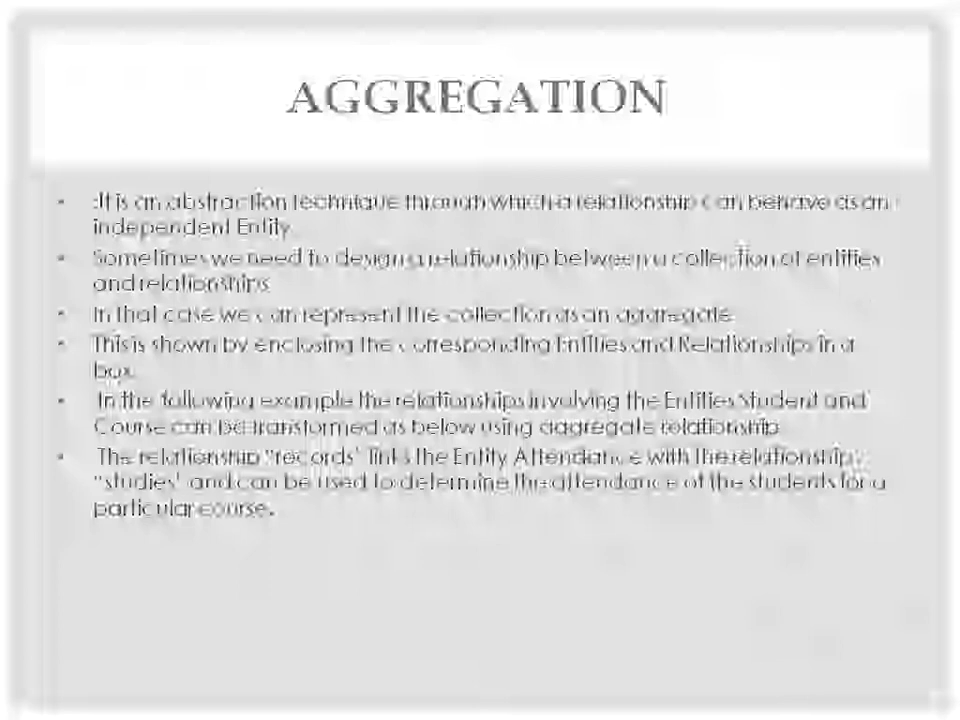 AGGREGATION
• :It is an abstraction technique through which a relationship can behave as an
independent Entity.
• Sometimes we need to design a relationship between a collection of entities
and relationships.
• In that case we can represent the collection as an aggregate.
• This is shown by enclosing the corresponding Entities and Relationships in a
box.
• In the following example the relationships involving the Entities Student and
Course can be transformed as below using aggregate relationship.
• The relationship "records" links the Entity Attendance with the relationship
"studies" and can be used to determine the attendance of the students for a
particular course.